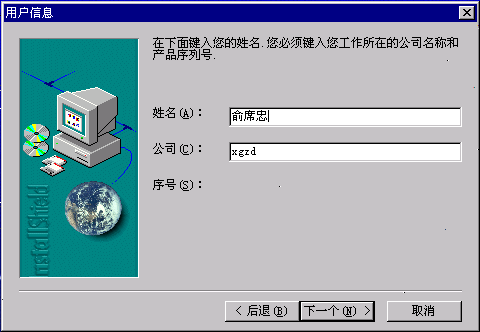 用户信息
在下面键入您的姓名.您必须键入您工作所在的公司名称和
产品序列号.
姓名(A)：
俞席忠
公司(C)：
xgzd
序号(S)：
installshield
< 后退(B)
下一个(N) >
取消